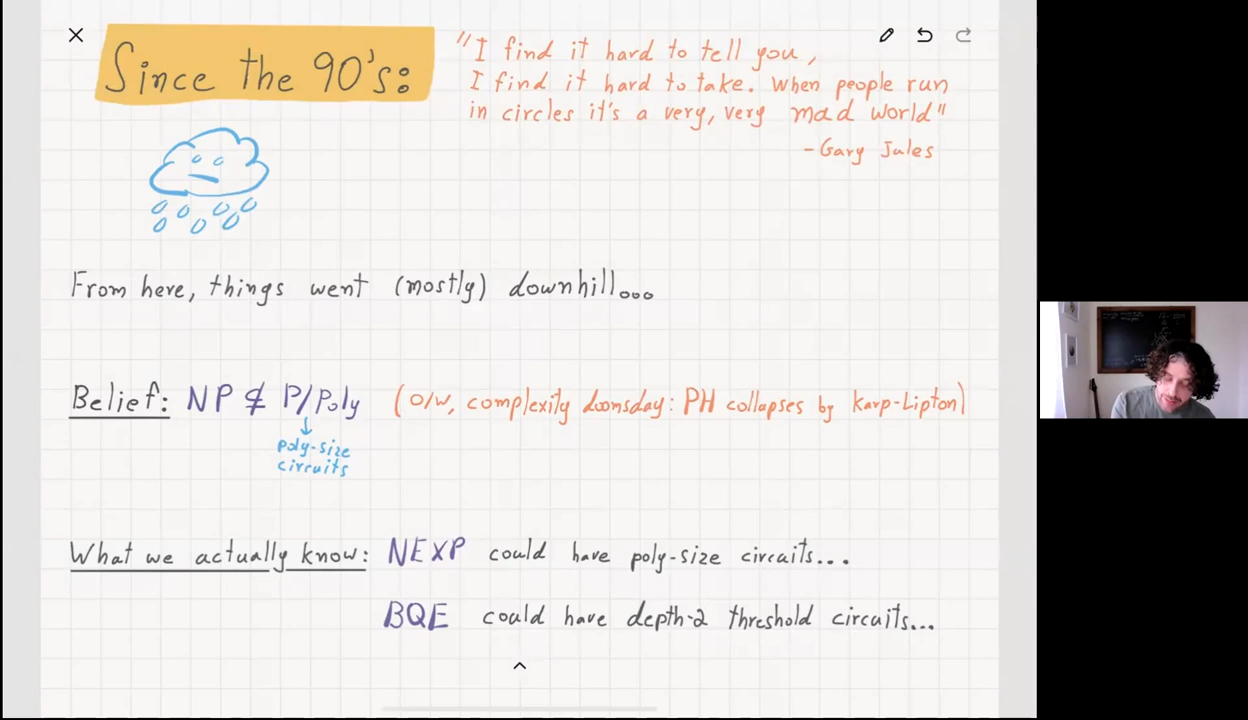 Since the 90's:
"I find it hard to tell you,
I find it hard to take. When people run
in circles it's a very, very mad world"
- Gary Jules
From here, things went (mostly) downhill...
Belief: NP ⊄ P/Poly (o/w, complexity doomsday: PH collapses by Karp-Lipton)
↓
poly-size
circuits
What we actually know: NEXP could have poly-size circuits...
BQE could have depth-2 threshold circuits...